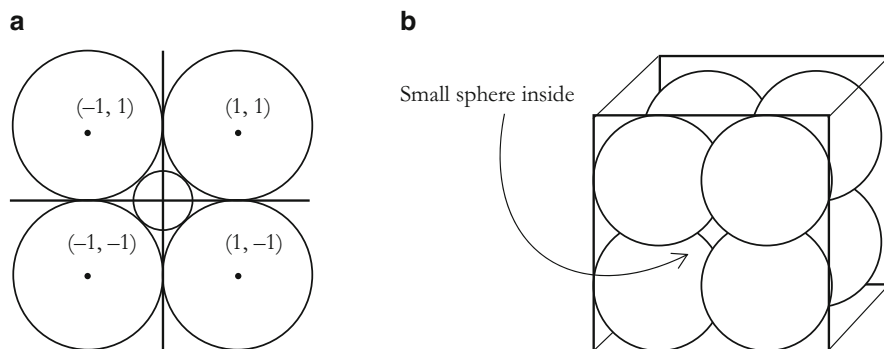 a
b
(–1, 1)
(1, 1)
Small sphere inside
(–1, –1)
(1, –1)